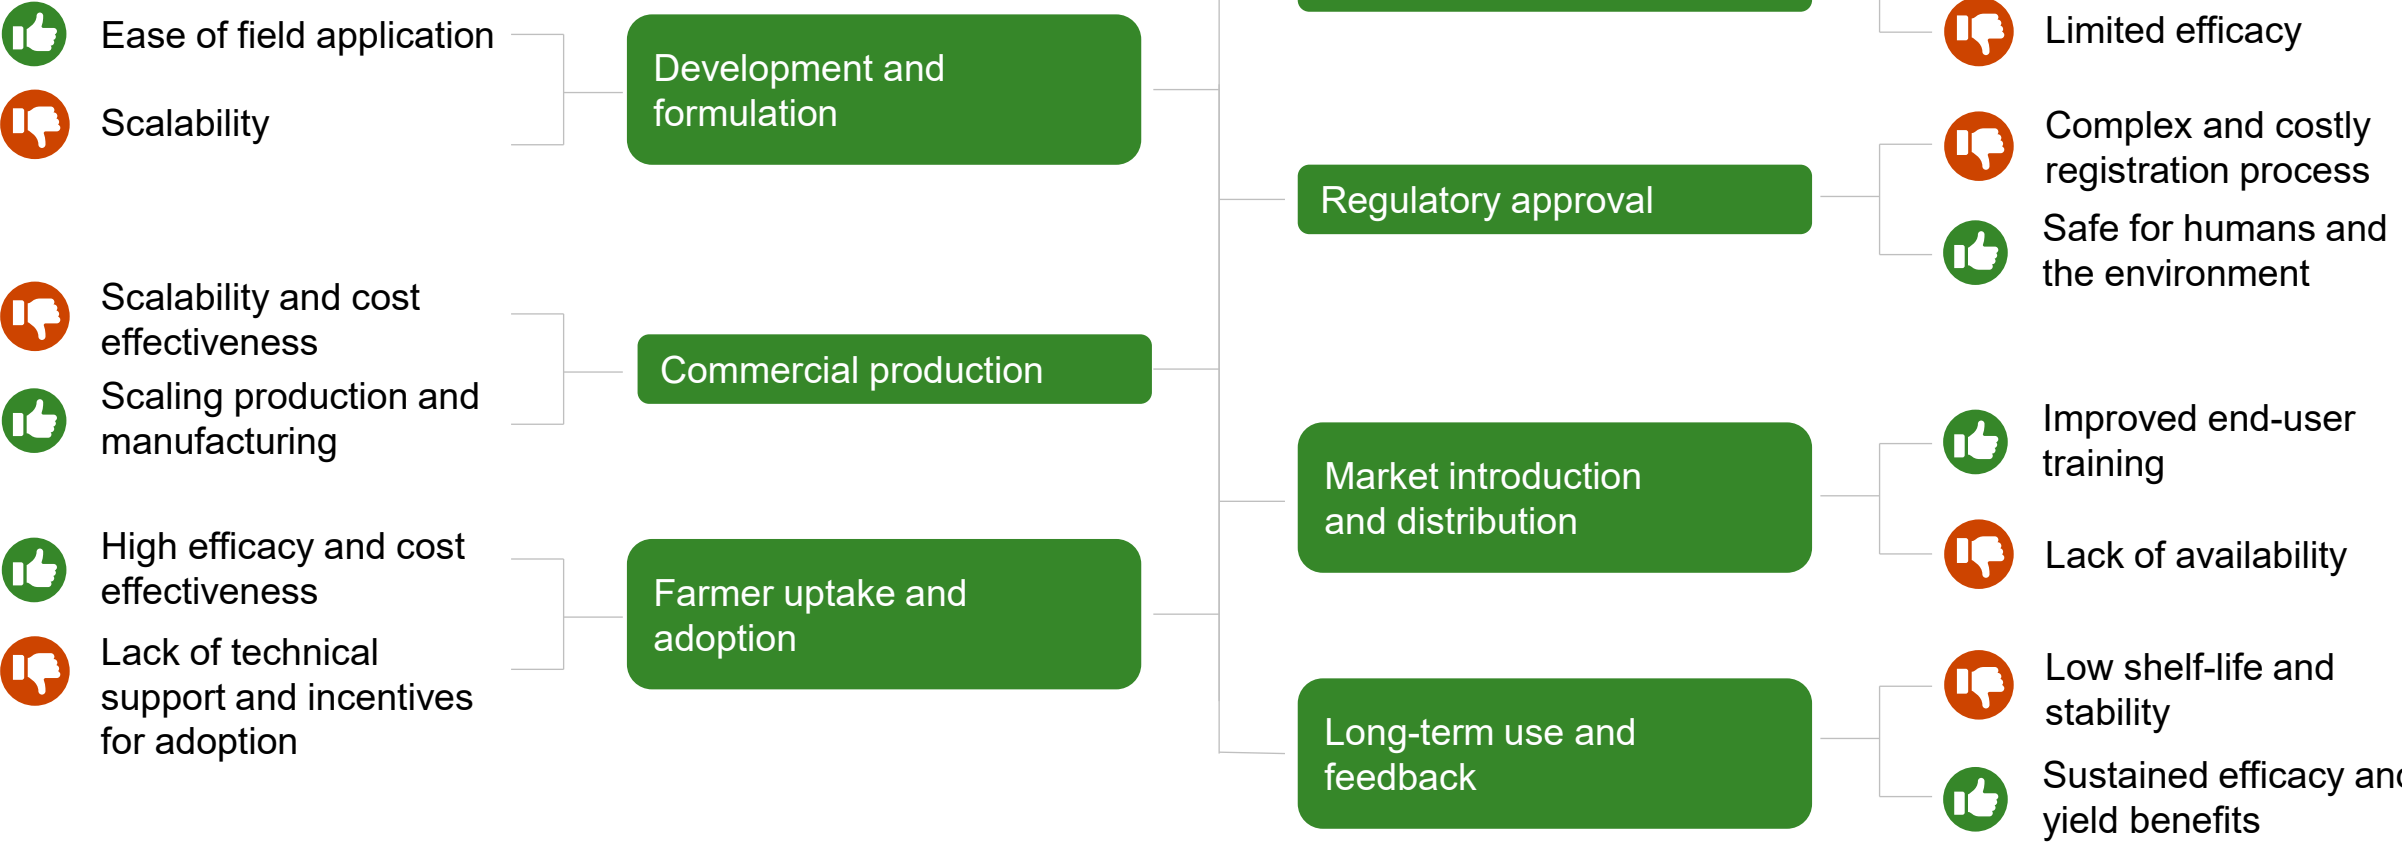 Ease of field application
Scalability
Development and
formulation
Limited efficacy
Complex and costly
registration process
Regulatory approval
Safe for humans and
the environment
Scalability and cost
effectiveness
Scaling production and
manufacturing
Commercial production
Improved end-user
training
Market introduction
and distribution
Lack of availability
High efficacy and cost
effectiveness
Lack of technical
support and incentives
for adoption
Farmer uptake and
adoption
Low shelf-life and
stability
Long-term use and
feedback
Sustained efficacy and
yield benefits